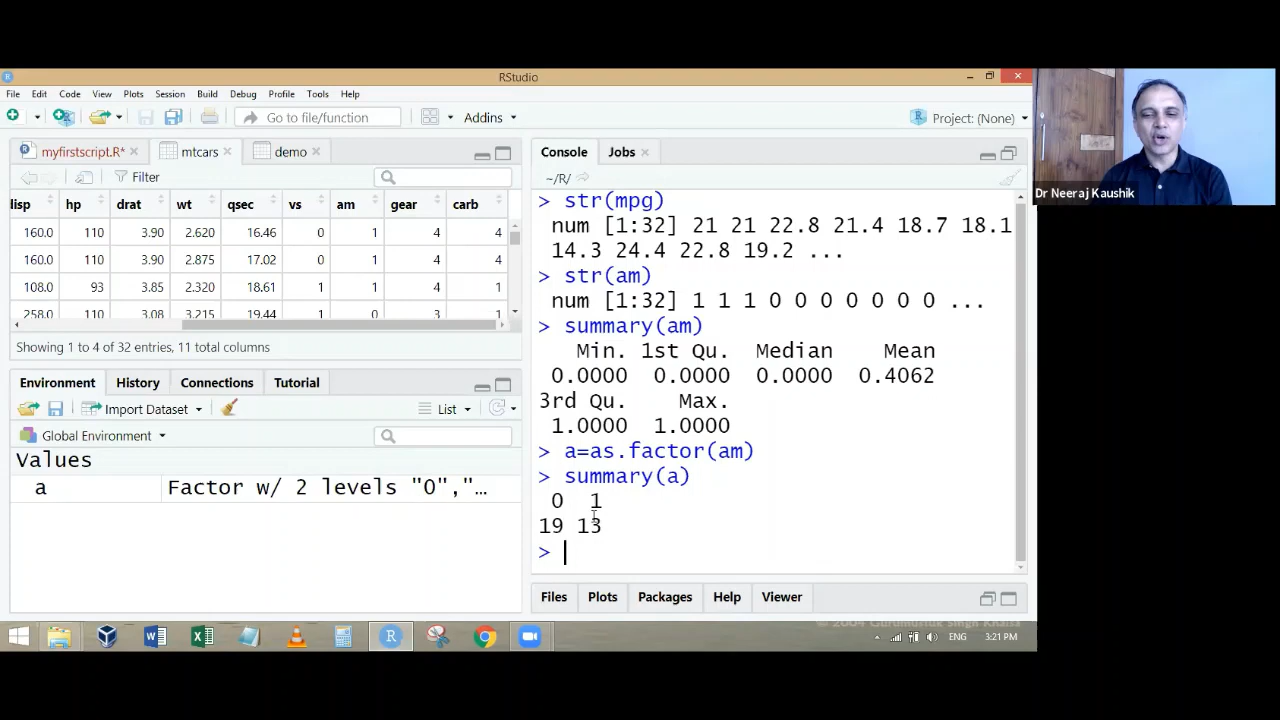 RStudio
File Edit Code View Plots Session Build Debug Profile Tools Help
Go to file/function Addins Project: (None)
myfirstscript.R* mtcars demo
Filter
lisp hp drat wt qsec vs am gear carb
160.0 110 3.90 2.620 16.46 0 1 4 4
160.0 110 3.90 2.875 17.02 0 1 4 4
108.0 93 3.85 2.320 18.61 1 1 4 1
258.0 110 3.08 3.215 19.44 1 0 3 1
Showing 1 to 4 of 32 entries, 11 total columns
Environment History Connections Tutorial
Import Dataset List
Global Environment
Values
a Factor w/ 2 levels "0","…
Console Jobs
~/R/
> str(mpg)
num [1:32] 21 21 22.8 21.4 18.7 18.1
14.3 24.4 22.8 19.2 ...
> str(am)
num [1:32] 1 1 1 0 0 0 0 0 0 0 ...
> summary(am)
Min. 1st Qu. Median Mean
0.0000 0.0000 0.0000 0.4062
3rd Qu. Max.
1.0000 1.0000
> a=as.factor(am)
> summary(a)
0 1
19 13
>
Files Plots Packages Help Viewer
© 2004 Gurumustuk Singh Khalsa
ENG 3:21 PM
Dr Neeraj Kaushik